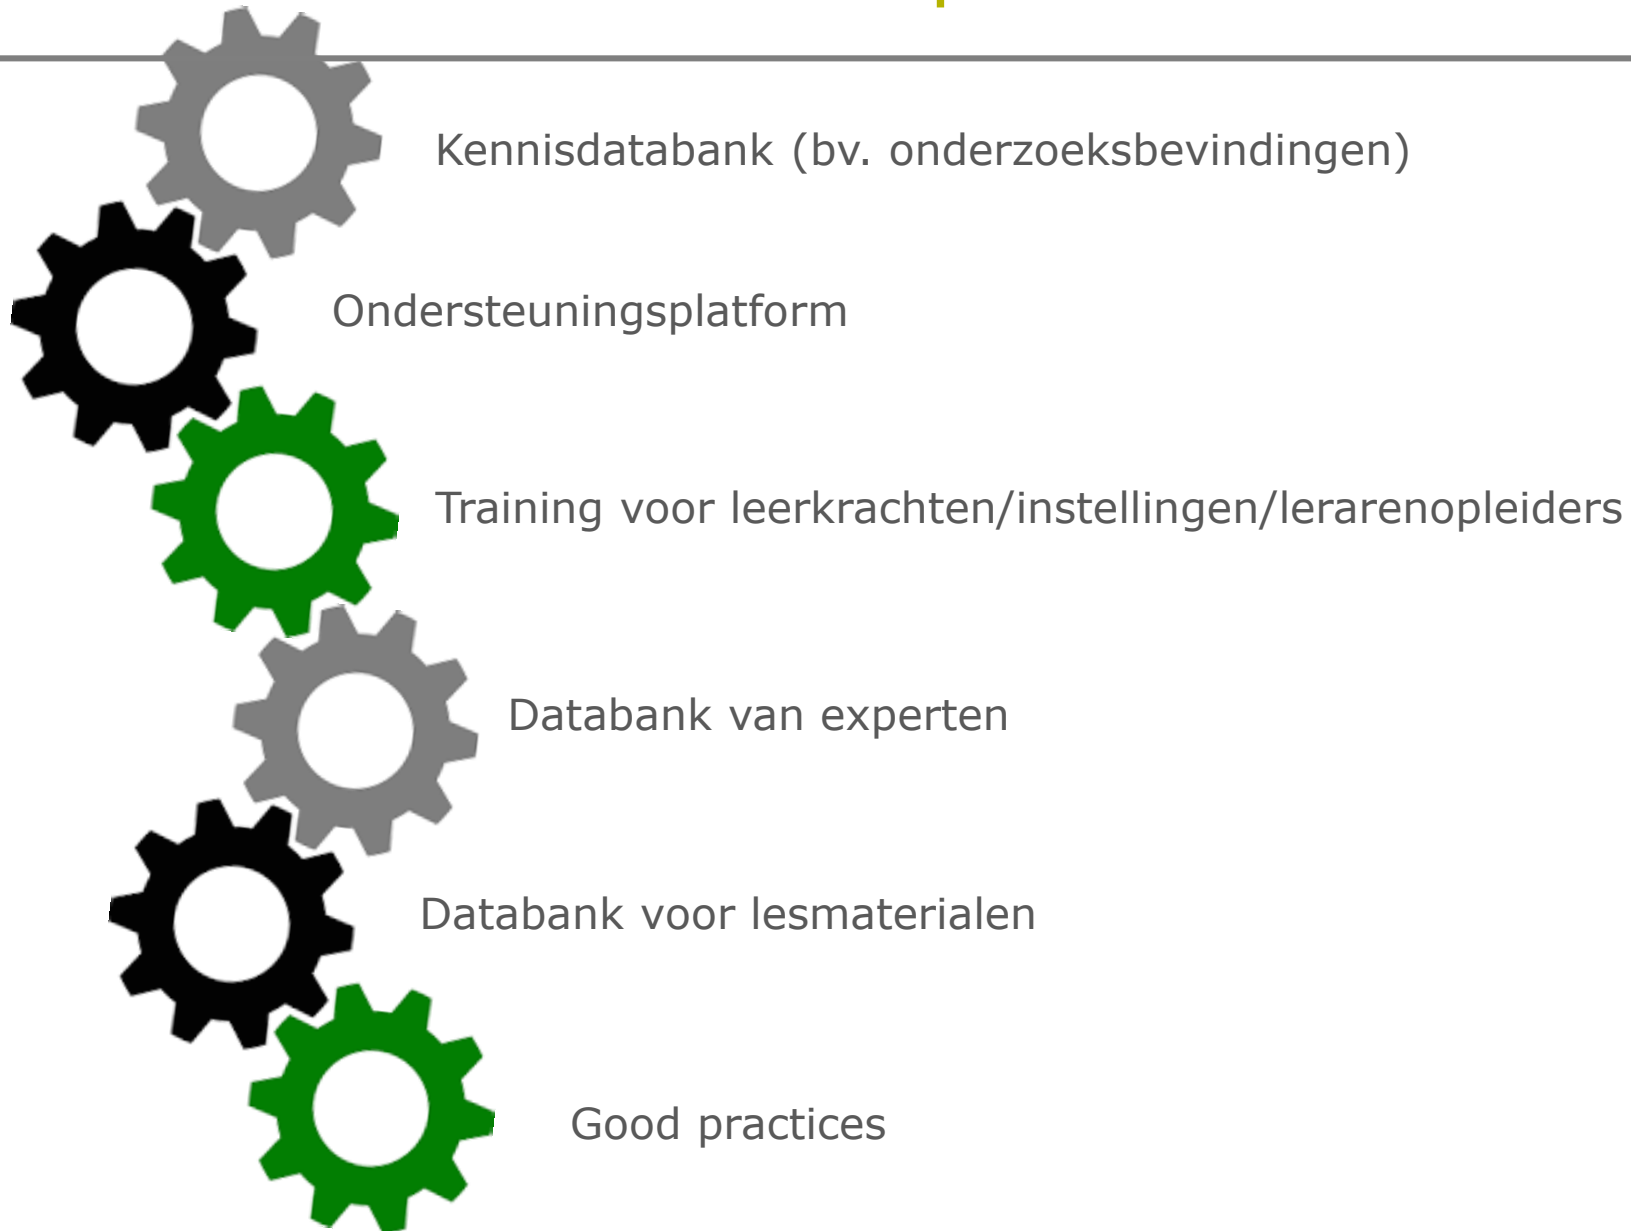 Kennisdatabank (bv. onderzoeksbevindingen)
Ondersteuningsplatform
Training voor leerkrachten/instellingen/lerarenopleiders
Databank van experten
Databank voor lesmaterialen
Good practices